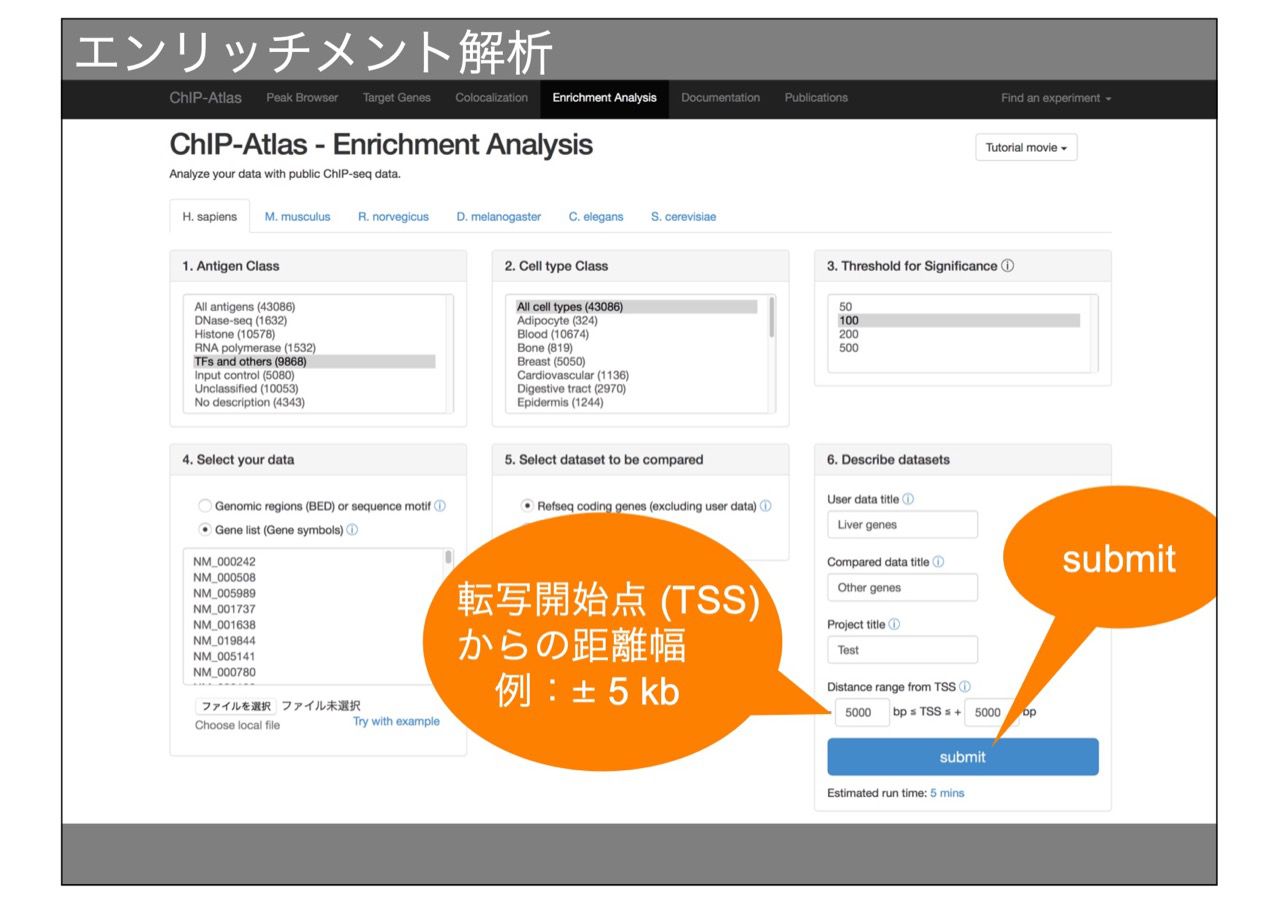 エンリッチメント解析
ChIP-Atlas Peak Browser Target Genes Colocalization Enrichment Analysis Documentation Publications Find an experiment
ChIP-Atlas - Enrichment Analysis
Tutorial movie
Analyze your data with public ChIP-seq data.
H. sapiens M. musculus R. norvegicus D. melanogaster C. elegans S. cerevisiae
1. Antigen Class
All antigens (43086)
DNase-seq (1632)
Histone (10578)
RNA polymerase (1532)
TFs and others (9868)
Input control (5080)
Unclassified (10053)
No description (4343)
2. Cell type Class
All cell types (43086)
Adipocyte (324)
Blood (10674)
Bone (819)
Breast (5050)
Cardiovascular (1136)
Digestive tract (2970)
Epidermis (1244)
3. Threshold for Significance ⓘ
50
100
200
500
4. Select your data
Genomic regions (BED) or sequence motif ⓘ
Gene list (Gene symbols) ⓘ
NM_000242
NM_000508
NM_005989
NM_001737
NM_001638
NM_019844
NM_005141
NM_000780
ファイルを選択 ファイル未選択
Choose local file
Try with example
5. Select dataset to be compared
Refseq coding genes (excluding user data) ⓘ
転写開始点 (TSS)
からの距離幅
例：± 5 kb
6. Describe datasets
User data title ⓘ
Liver genes
Compared data title ⓘ
Other genes
Project title ⓘ
Test
Distance range from TSS ⓘ
- 5000 bp ≤ TSS ≤ + 5000 bp
submit
Estimated run time: 5 mins
submit